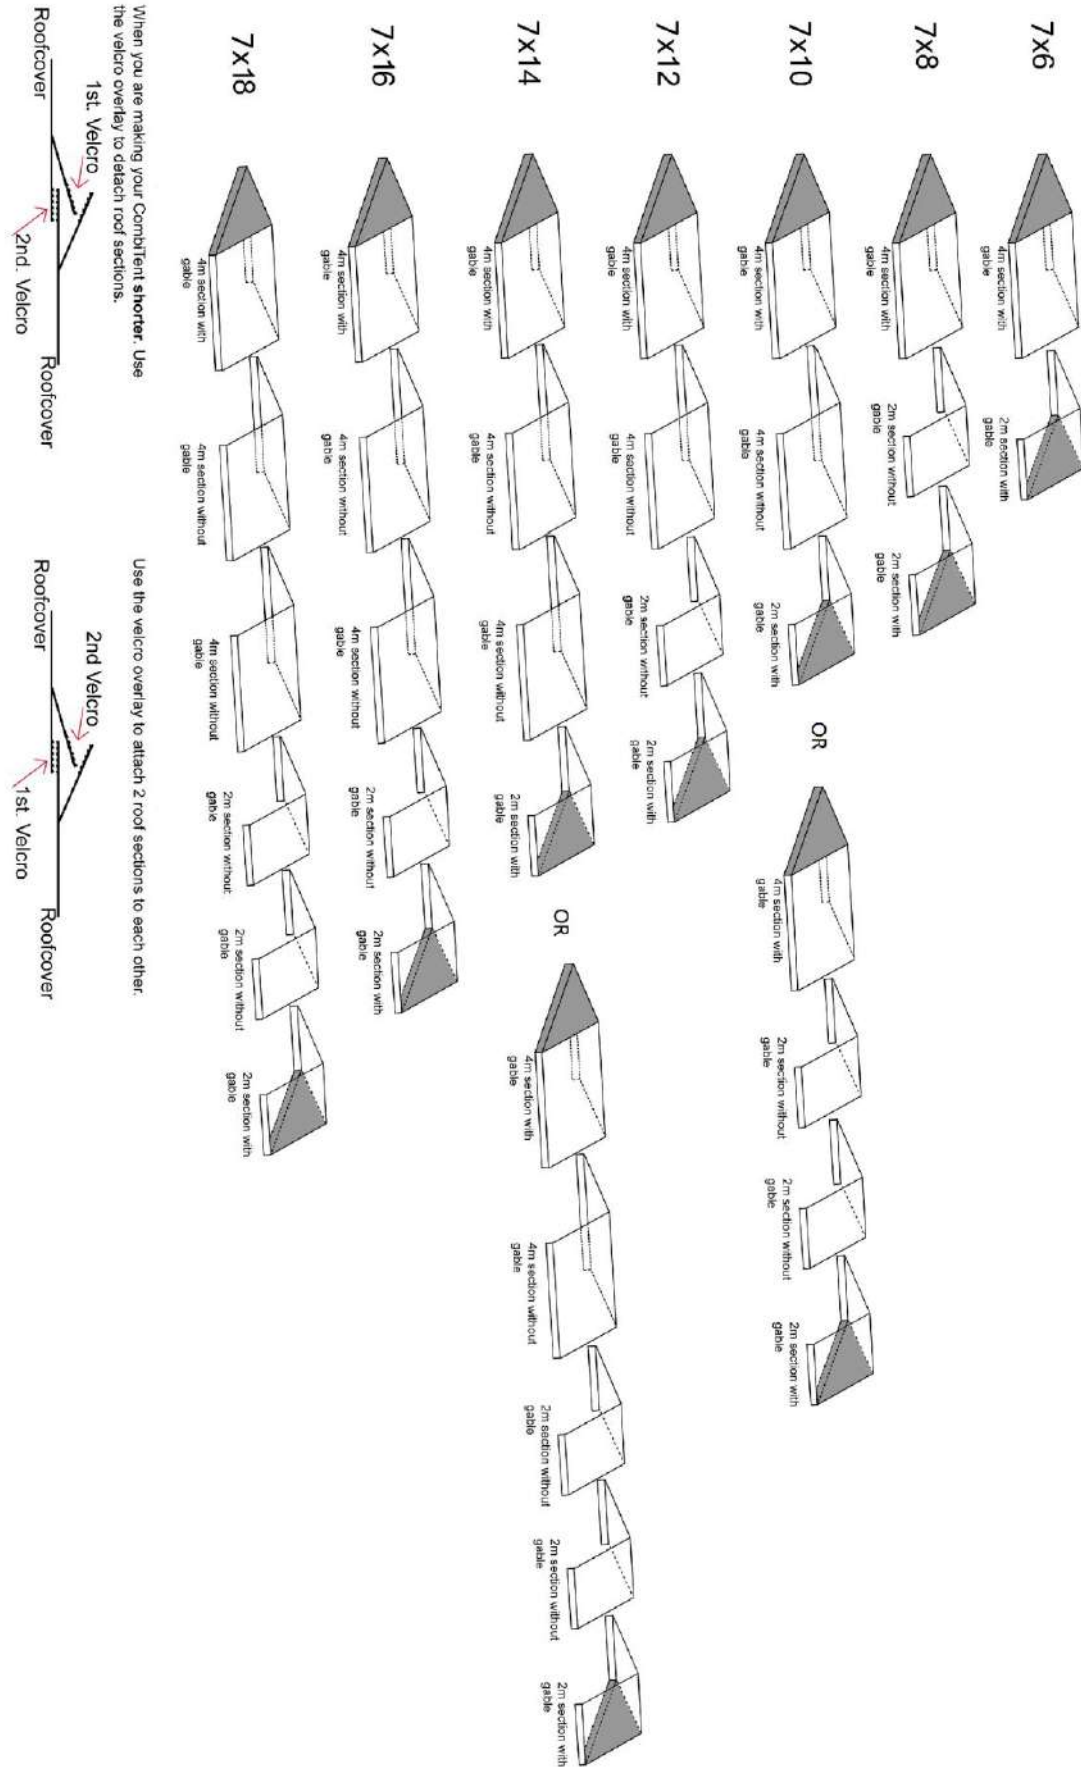 7x6
4m section with
gable
2m section with
gable
7x8
4m section with
gable
2m section without
gable
2m section with
gable
7x10
4m section with
gable
4m section without
gable
2m section with
gable
OR
4m section with
gable
2m section without
gable
2m section without
gable
2m section with
gable
7x12
4m section with
gable
4m section without
gable
2m section without
gable
2m section with
gable
7x14
4m section with
gable
4m section without
gable
4m section without
gable
2m section with
gable
OR
4m section with
gable
4m section without
gable
2m section without
gable
2m section without
gable
2m section with
gable
7x16
4m section with
gable
4m section without
gable
4m section without
gable
2m section without
gable
2m section with
gable
7x18
4m section with
gable
4m section without
gable
4m section without
gable
2m section without
gable
2m section without
gable
2m section with
gable
When you are making your CombiTent shorter. Use
the velcro overlay to detach roof sections.
1st. Velcro
Roofcover
Roofcover
2nd. Velcro
Use the velcro overlay to attach 2 roof sections to each other.
2nd Velcro
Roofcover
Roofcover
1st. Velcro